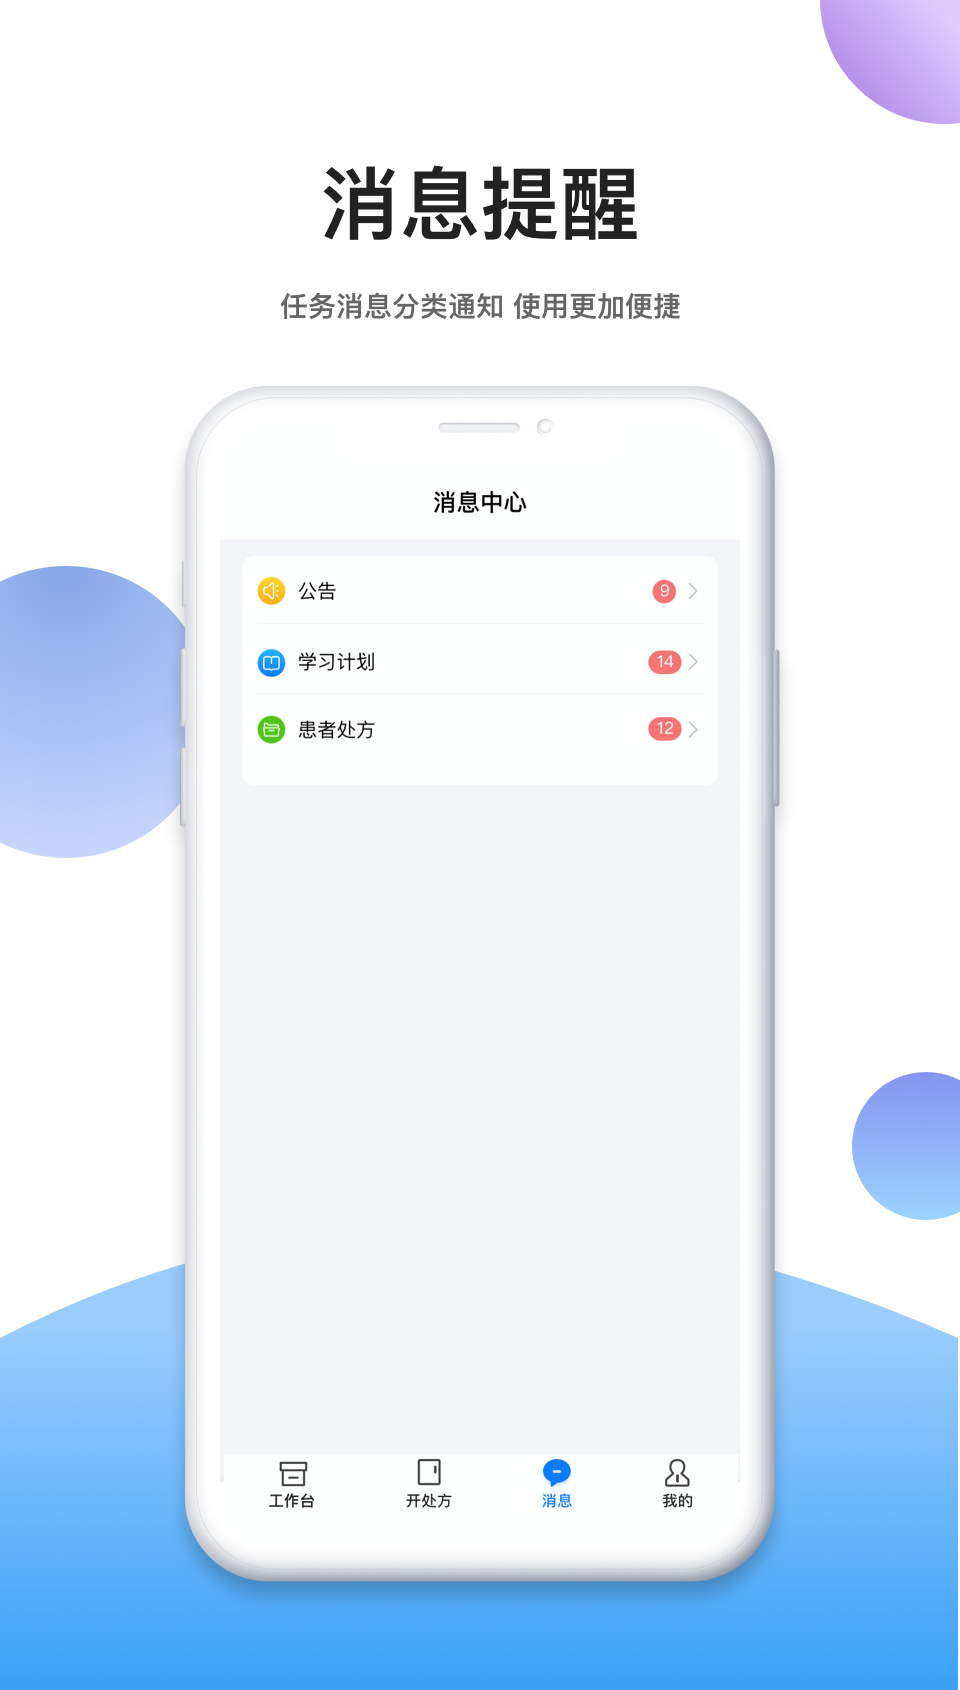 消息提醒
任务消息分类通知 使用更加便捷
消息中心
公告 9
学习计划 14
患者处方 12
工作台 开处方 消息 我的